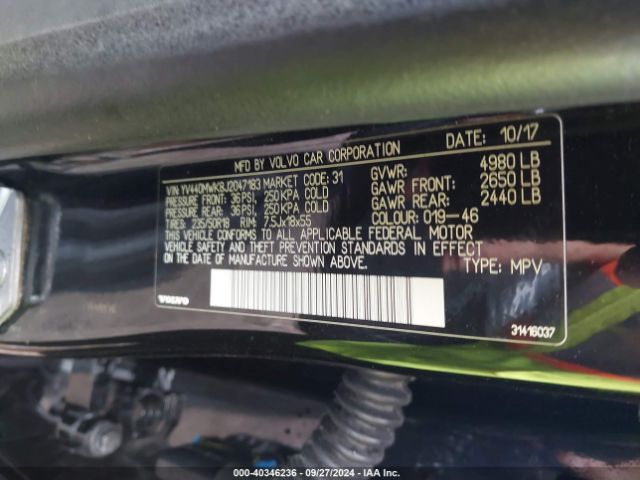 MFD BY VOLVO CAR CORPORATION DATE: 10/17
VIN: YV440MWK8J2047183 MARKET CODE: 31
PRESSURE FRONT: 36 PSI, 250 KPA COLD
PRESSURE REAR: 36 PSI, 250 KPA COLD
TIRES: 235/60R18 RIM: 7,5Jx18x55
GVWR: 4980 LB
GAWR FRONT: 2650 LB
GAWR REAR: 2440 LB
COLOUR: 019-46
THIS VEHICLE CONFORMS TO ALL APPLICABLE FEDERAL MOTOR
VEHICLE SAFETY AND THEFT PREVENTION STANDARDS IN EFFECT
ON THE DATE OF MANUFACTURE SHOWN ABOVE.
TYPE: MPV
VOLVO
31416037
000-40346236 - 09/27/2024 - IAA Inc.